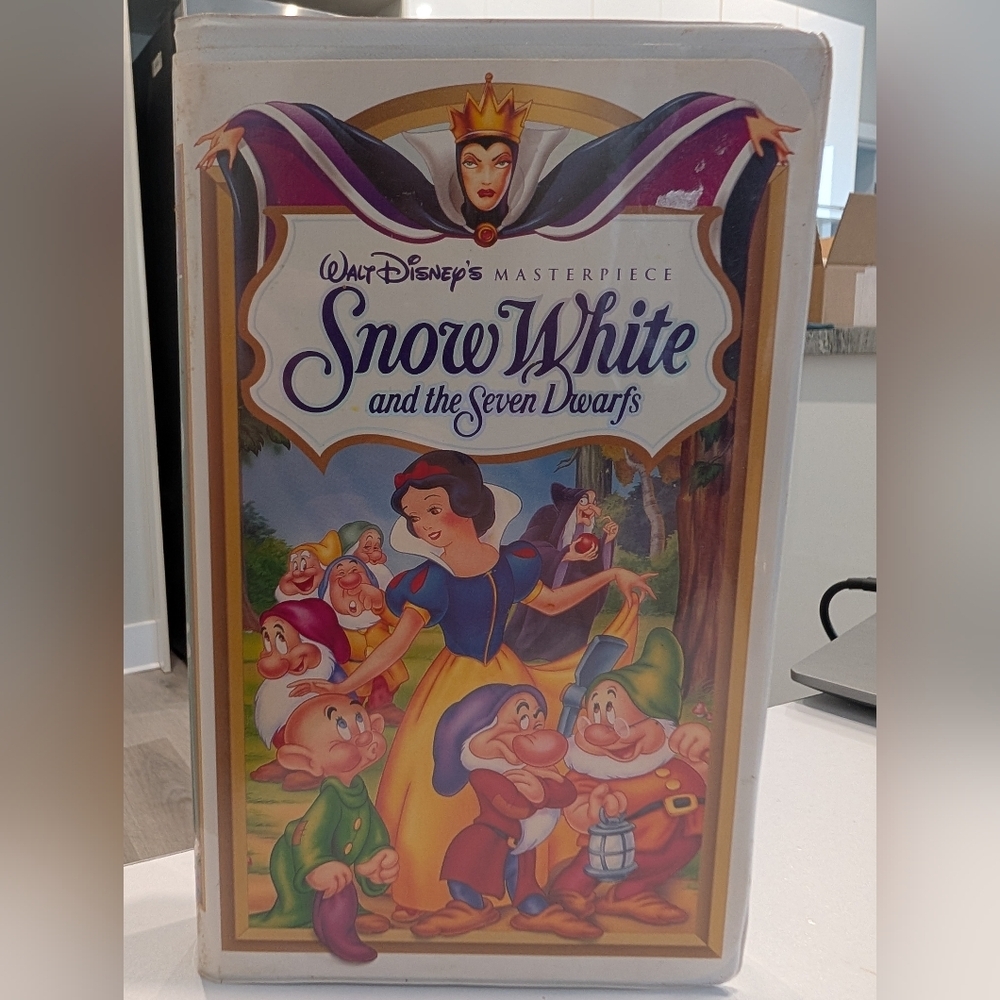 Walt Disney's MASTERPIECE
Snow White
and the Seven Dwarfs